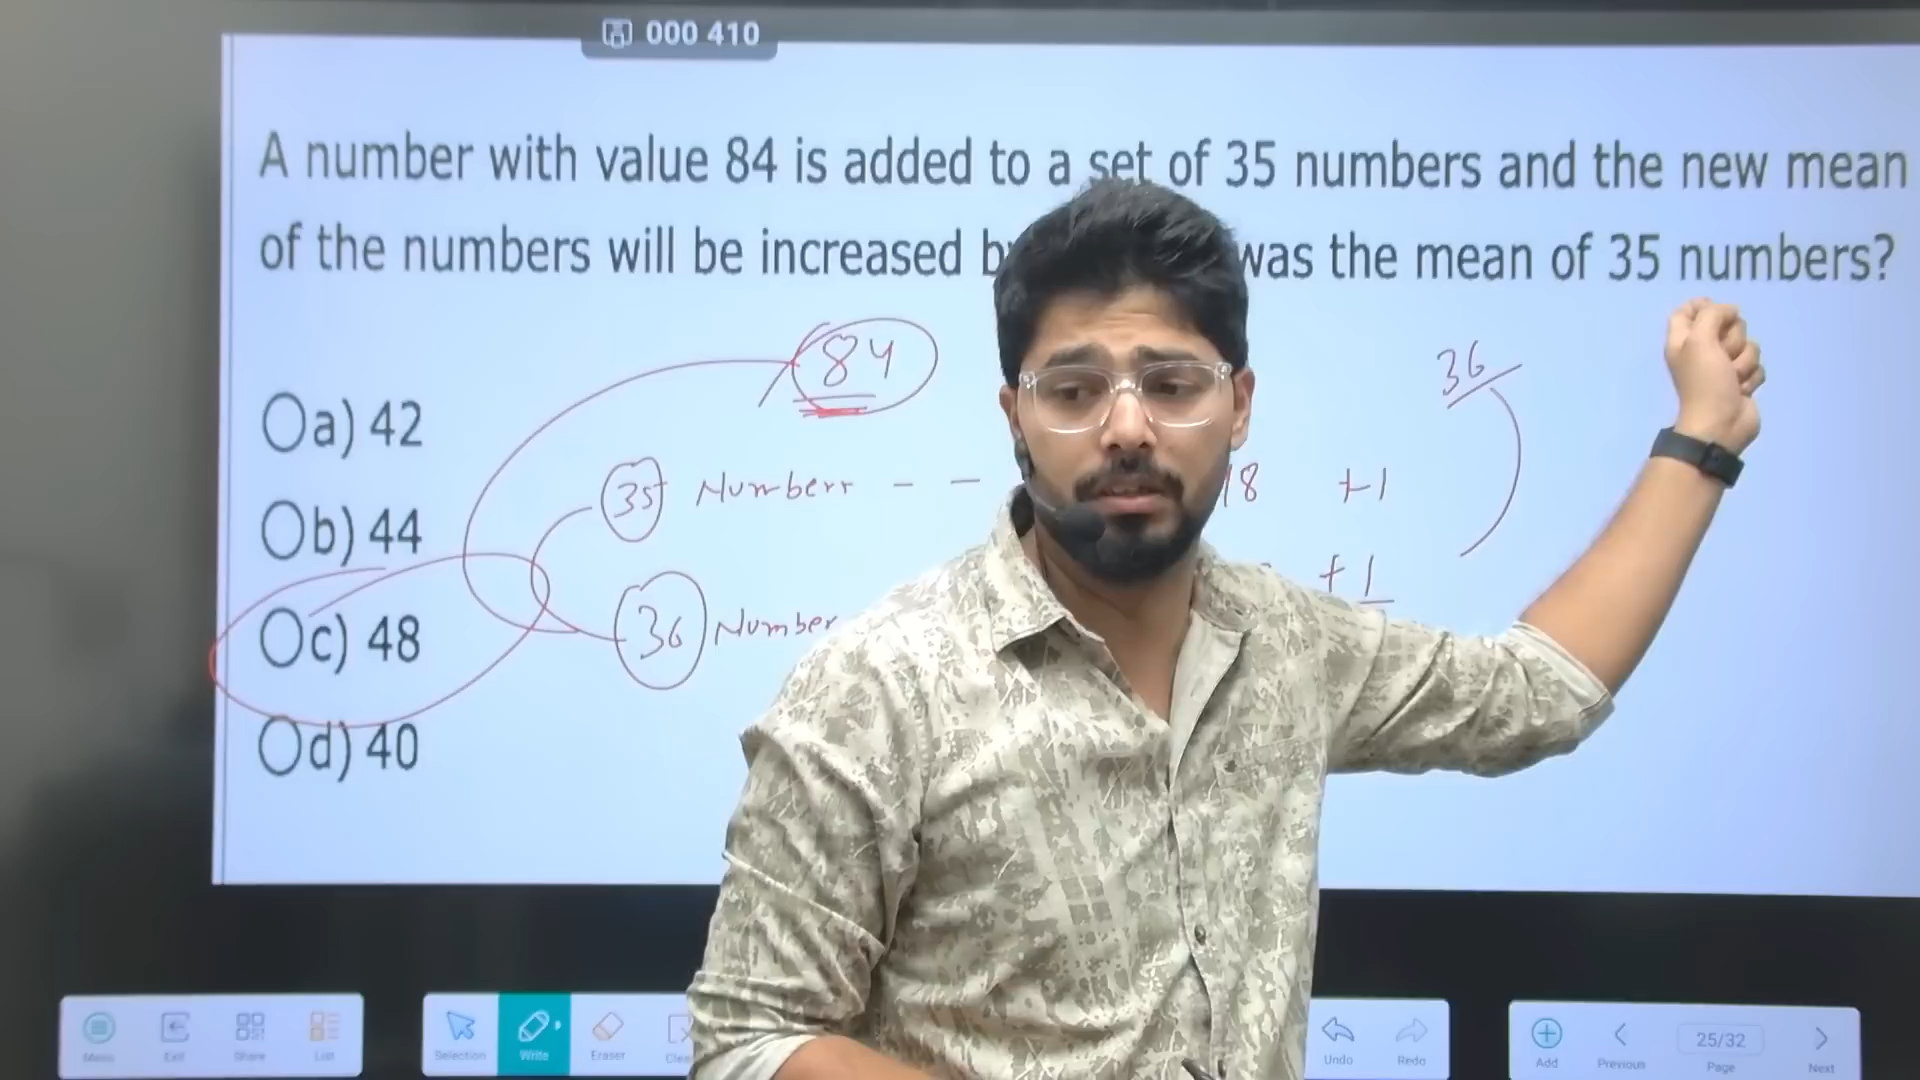 000 410
A number with value 84 is added to a set of 35 numbers and the new mean
of the numbers will be increased was the mean of 35 numbers?
84
36
a) 42
35 Numbers - - 48 +1
b) 44
+1
c) 48
36 Number
d) 40
Menu Exit Share List Selection Write Eraser Undo Redo Add Previous 25/32 Page Next